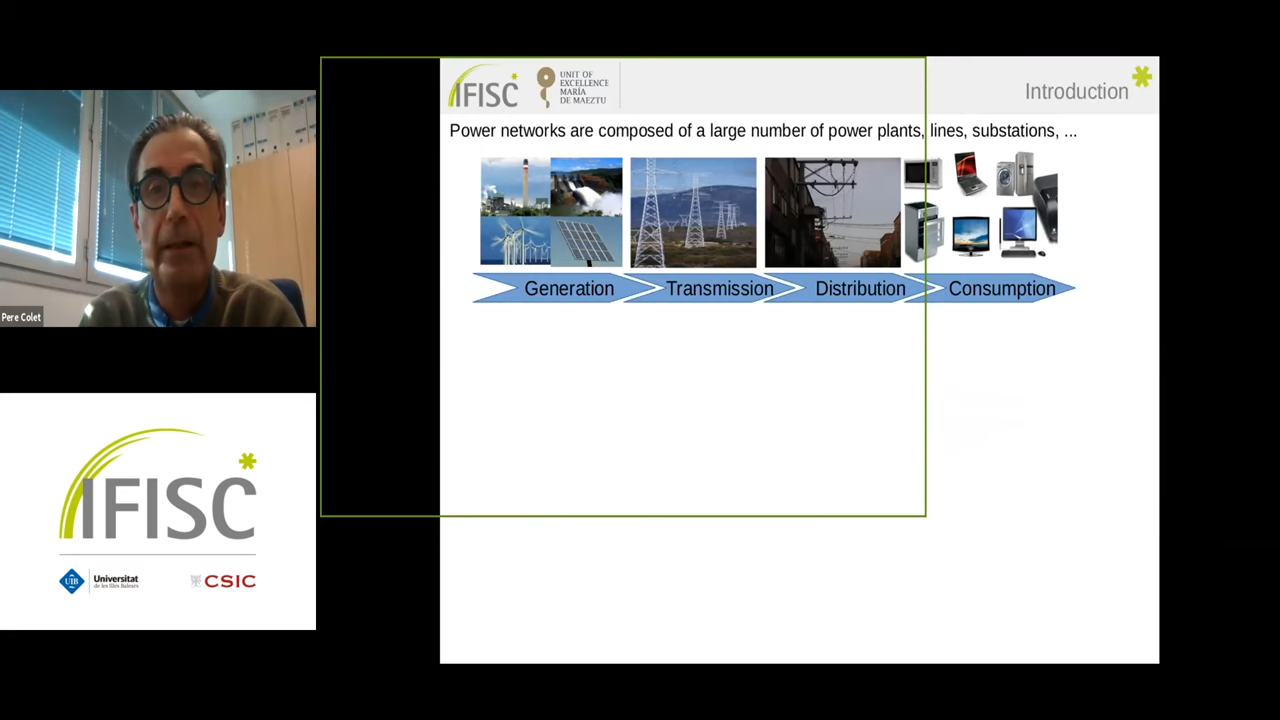 Pere Colet
IFISC
UIB
Universitat
de les Illes Balears
CSIC
IFISC
UNIT OF
EXCELLENCE
MARÍA
DE MAEZTU
Introduction
Power networks are composed of a large number of power plants, lines, substations, ...
Generation
Transmission
Distribution
Consumption